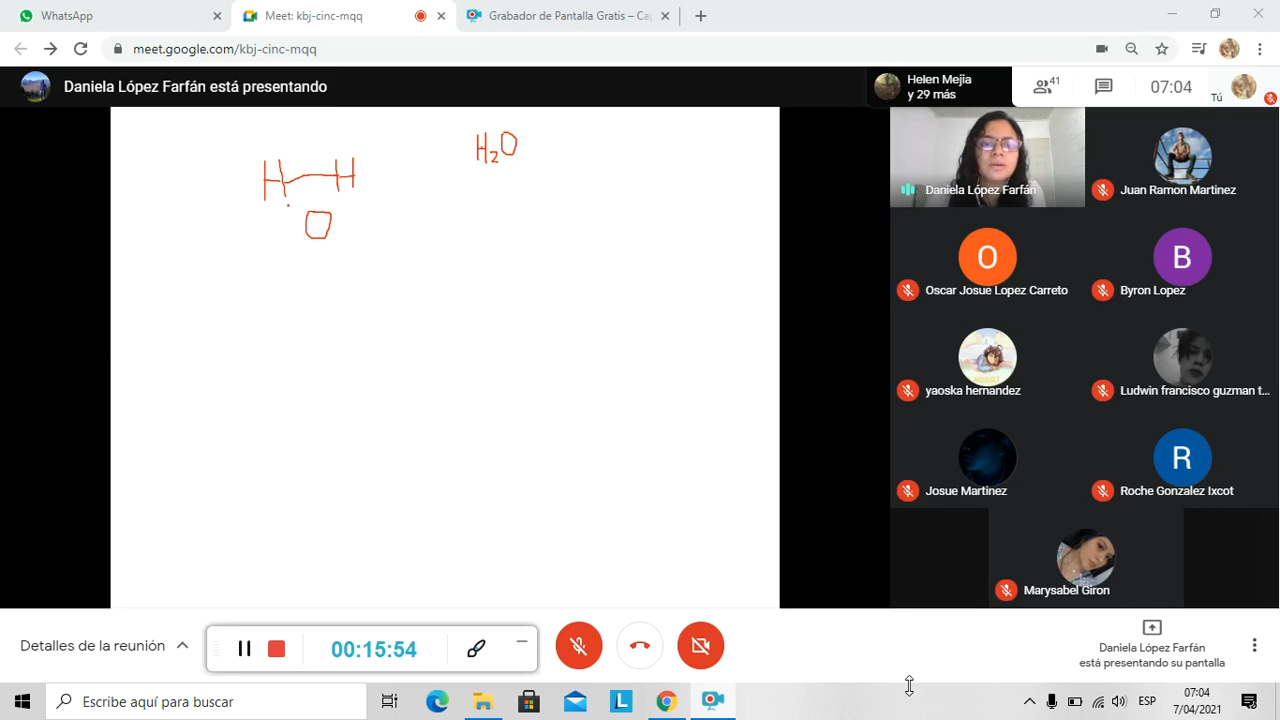 WhatsApp
Meet: kbj-cinc-mqq
Grabador de Pantalla Gratis – Ca
meet.google.com/kbj-cinc-mqq
Daniela López Farfán está presentando
Helen Mejia
y 29 más
41
07:04
Tú
H₂O
H H
O
Daniela López Farfán
Juan Ramon Martinez
O
B
Oscar Josue Lopez Carreto
Byron Lopez
yaoska hernandez
Ludwin francisco guzman t...
R
Josue Martinez
Roche Gonzalez Ixcot
Marysabel Giron
Detalles de la reunión
00:15:54
Daniela López Farfán
está presentando su pantalla
Escribe aquí para buscar
L
ESP
07:04
7/04/2021